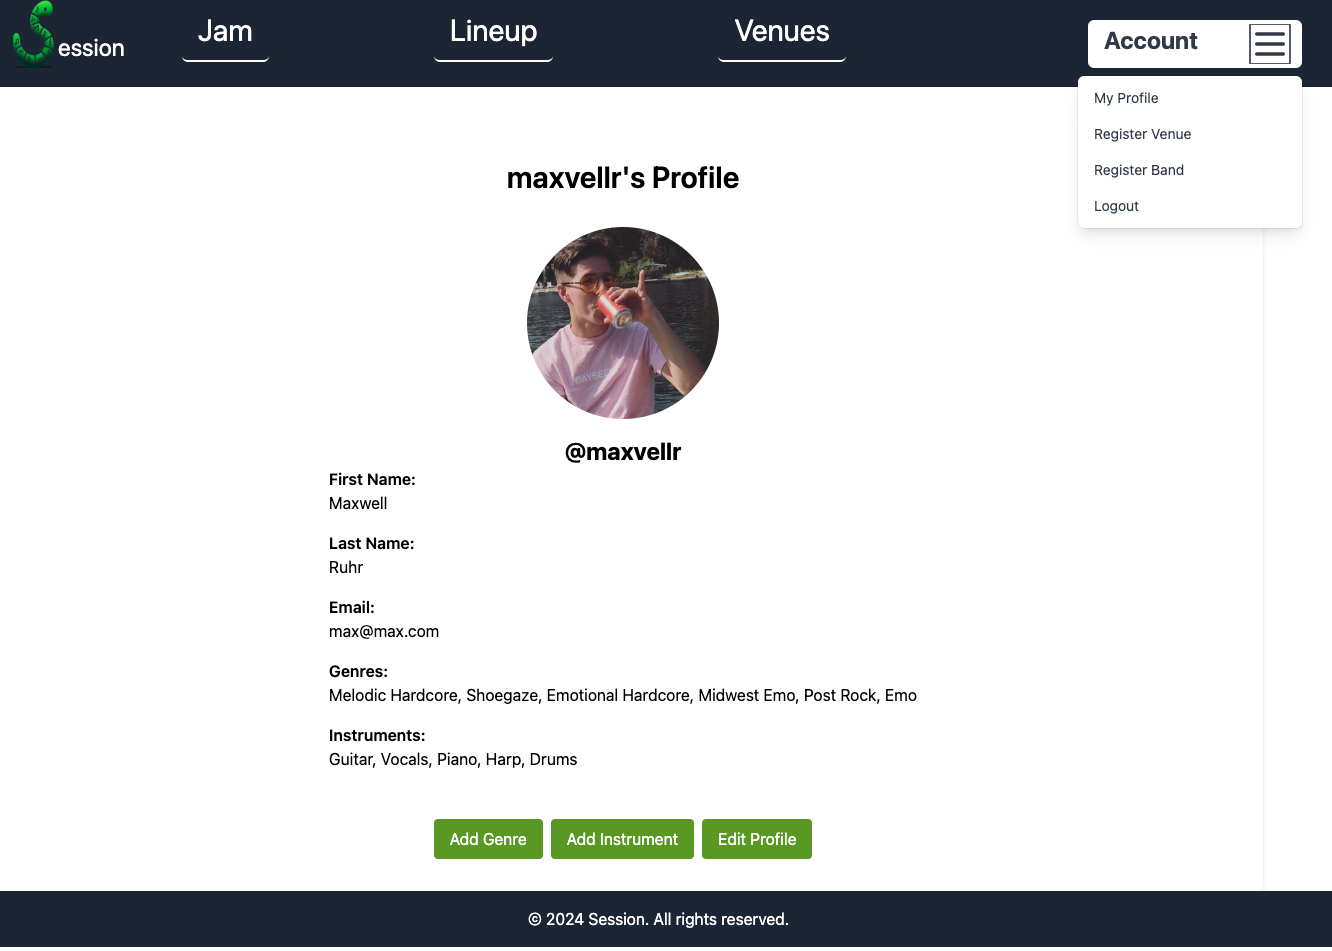 Session
Jam
Lineup
Venues
Account
My Profile
Register Venue
Register Band
Logout
maxvellr's Profile
@maxvellr
First Name:
Maxwell
Last Name:
Ruhr
Email:
max@max.com
Genres:
Melodic Hardcore, Shoegaze, Emotional Hardcore, Midwest Emo, Post Rock, Emo
Instruments:
Guitar, Vocals, Piano, Harp, Drums
Add Genre
Add Instrument
Edit Profile
© 2024 Session. All rights reserved.